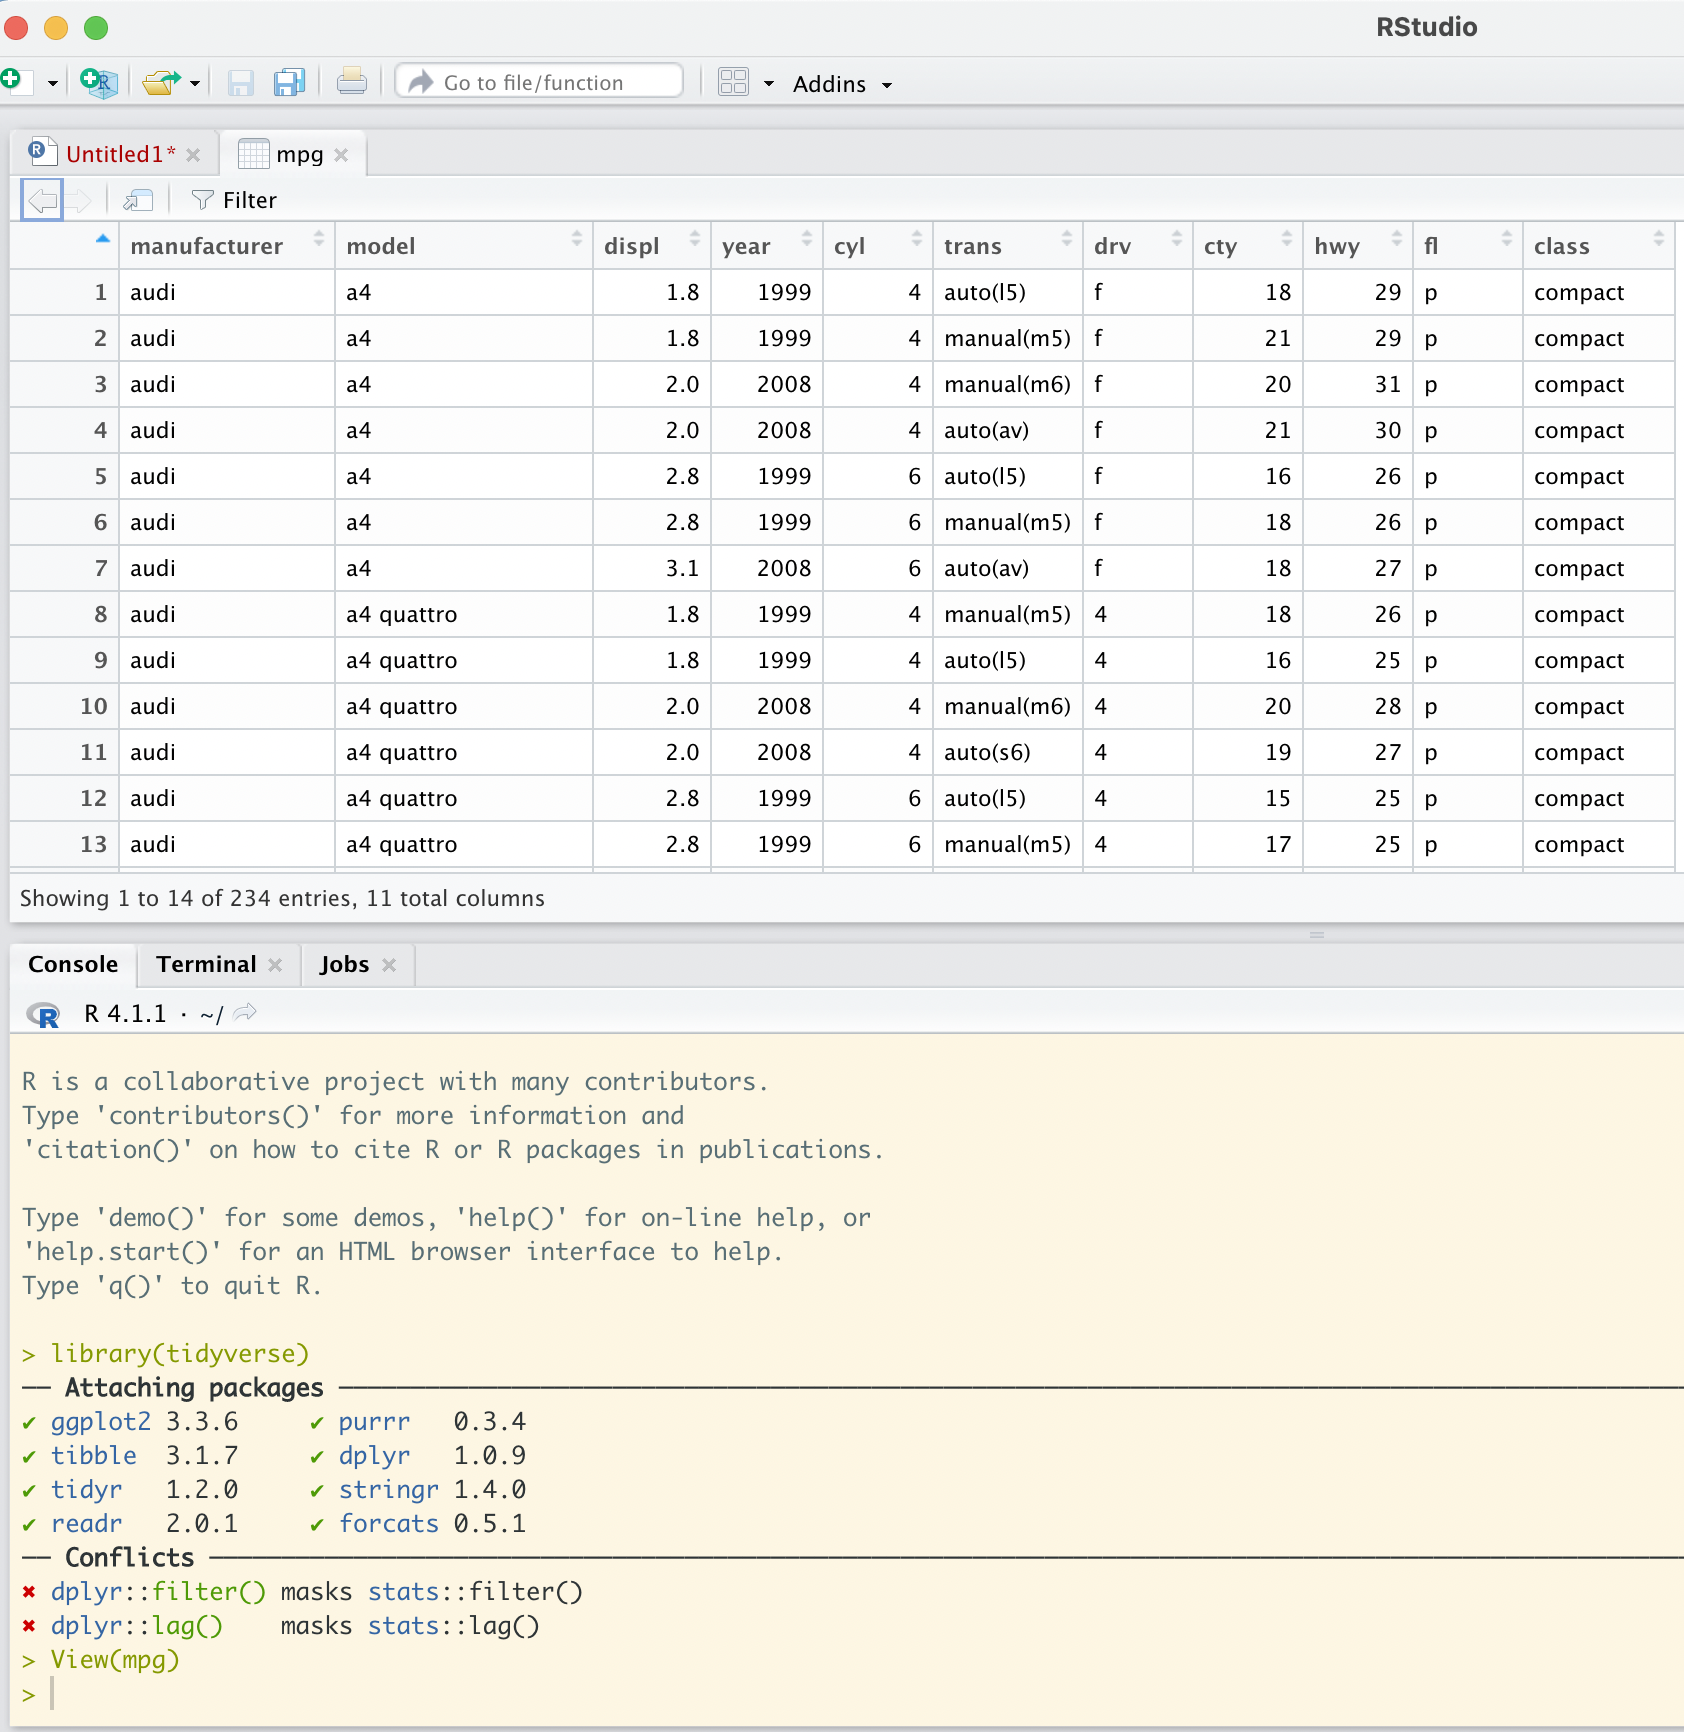 RStudio
Go to file/function Addins
Untitled1* mpg
Filter
manufacturer model displ year cyl trans drv cty hwy fl class
1 audi a4 1.8 1999 4 auto(l5) f 18 29 p compact
2 audi a4 1.8 1999 4 manual(m5) f 21 29 p compact
3 audi a4 2.0 2008 4 manual(m6) f 20 31 p compact
4 audi a4 2.0 2008 4 auto(av) f 21 30 p compact
5 audi a4 2.8 1999 6 auto(l5) f 16 26 p compact
6 audi a4 2.8 1999 6 manual(m5) f 18 26 p compact
7 audi a4 3.1 2008 6 auto(av) f 18 27 p compact
8 audi a4 quattro 1.8 1999 4 manual(m5) 4 18 26 p compact
9 audi a4 quattro 1.8 1999 4 auto(l5) 4 16 25 p compact
10 audi a4 quattro 2.0 2008 4 manual(m6) 4 20 28 p compact
11 audi a4 quattro 2.0 2008 4 auto(s6) 4 19 27 p compact
12 audi a4 quattro 2.8 1999 6 auto(l5) 4 15 25 p compact
13 audi a4 quattro 2.8 1999 6 manual(m5) 4 17 25 p compact
Showing 1 to 14 of 234 entries, 11 total columns
Console Terminal Jobs
R R 4.1.1 · ~/
R is a collaborative project with many contributors.
Type 'contributors()' for more information and
'citation()' on how to cite R or R packages in publications.
Type 'demo()' for some demos, 'help()' for on-line help, or
'help.start()' for an HTML browser interface to help.
Type 'q()' to quit R.
> library(tidyverse)
── Attaching packages ──
✔ ggplot2 3.3.6 ✔ purrr 0.3.4
✔ tibble 3.1.7 ✔ dplyr 1.0.9
✔ tidyr 1.2.0 ✔ stringr 1.4.0
✔ readr 2.0.1 ✔ forcats 0.5.1
── Conflicts ──
✖ dplyr::filter() masks stats::filter()
✖ dplyr::lag() masks stats::lag()
> View(mpg)
>